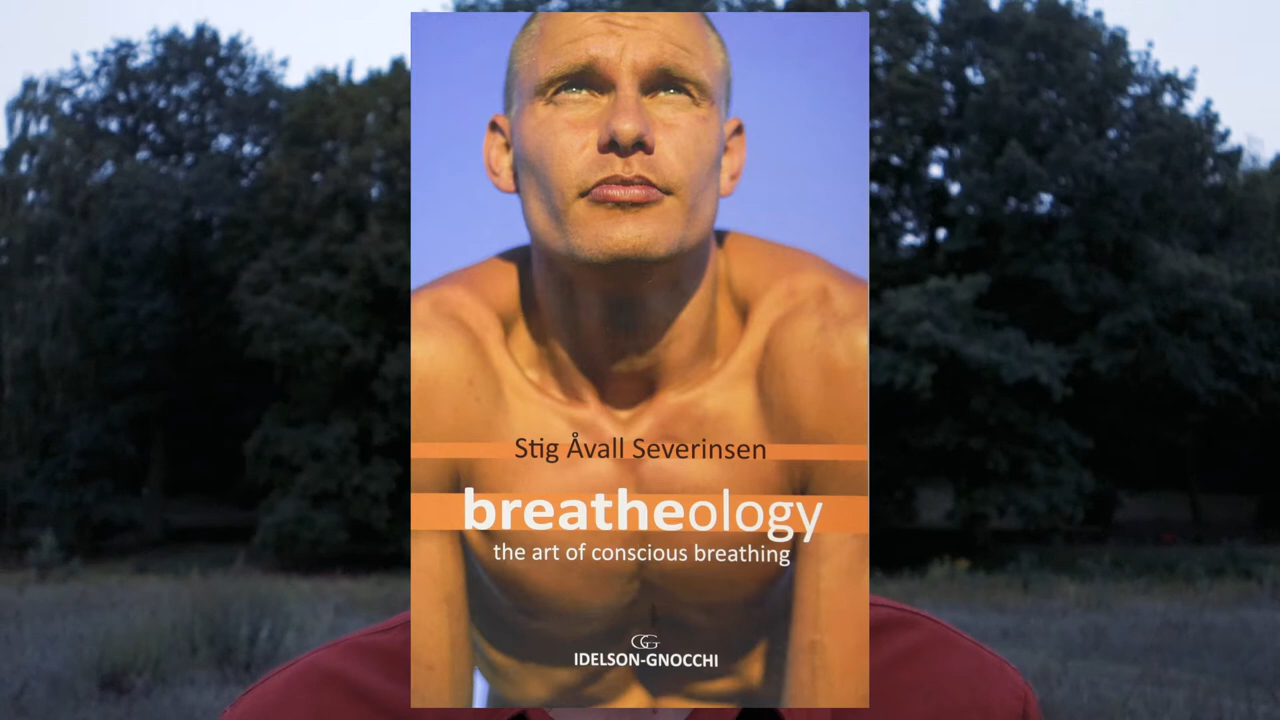 Stig Åvall Severinsen
breatheology
the art of conscious breathing
IDELSON-GNOCCHI